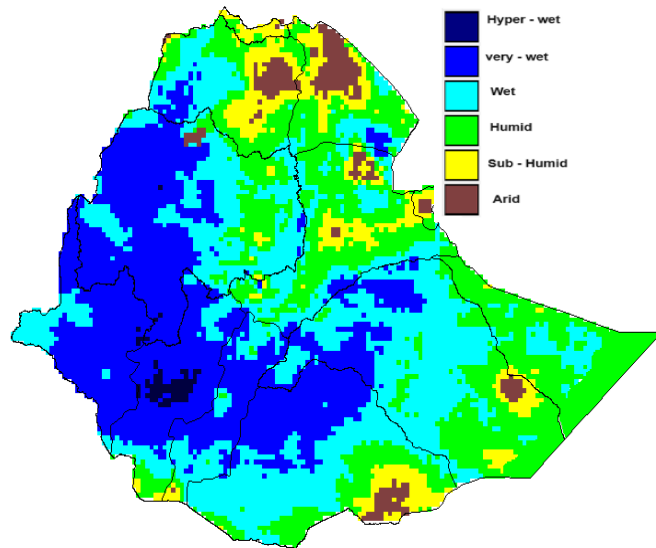 Hyper - wet
very - wet
Wet
Humid
Sub - Humid
Arid